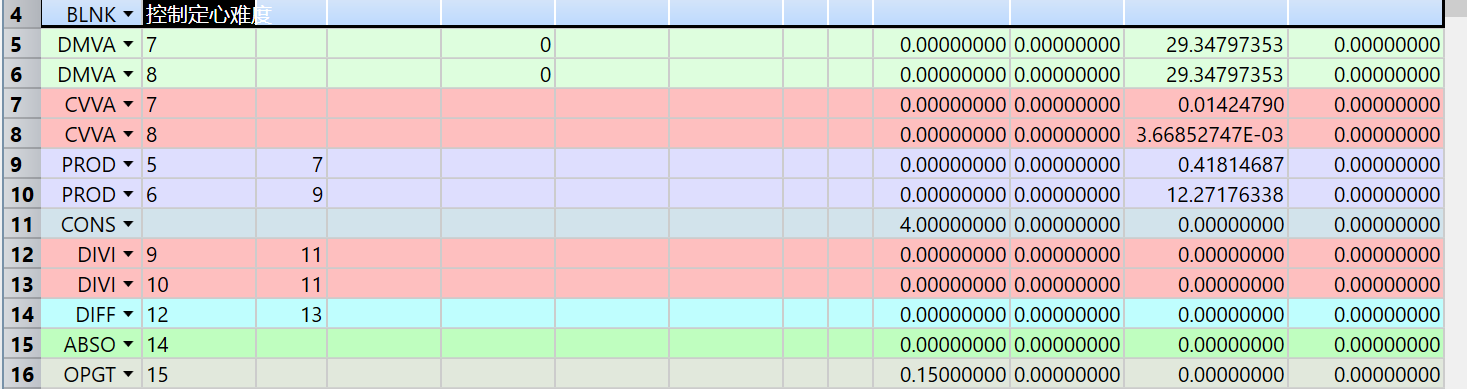 4 BLNK 控制定心难度
5 DMVA 7 0 0.00000000 0.00000000 29.34797353 0.00000000
6 DMVA 8 0 0.00000000 0.00000000 29.34797353 0.00000000
7 CVVA 7 0.00000000 0.00000000 0.01424790 0.00000000
8 CVVA 8 0.00000000 0.00000000 3.66852747E-03 0.00000000
9 PROD 5 7 0.00000000 0.00000000 0.41814687 0.00000000
10 PROD 6 9 0.00000000 0.00000000 12.27176338 0.00000000
11 CONS 4.00000000 0.00000000 0.00000000 0.00000000
12 DIVI 9 11 0.00000000 0.00000000 0.00000000 0.00000000
13 DIVI 10 11 0.00000000 0.00000000 0.00000000 0.00000000
14 DIFF 12 13 0.00000000 0.00000000 0.00000000 0.00000000
15 ABSO 14 0.00000000 0.00000000 0.00000000 0.00000000
16 OPGT 15 0.15000000 0.00000000 0.00000000 0.00000000